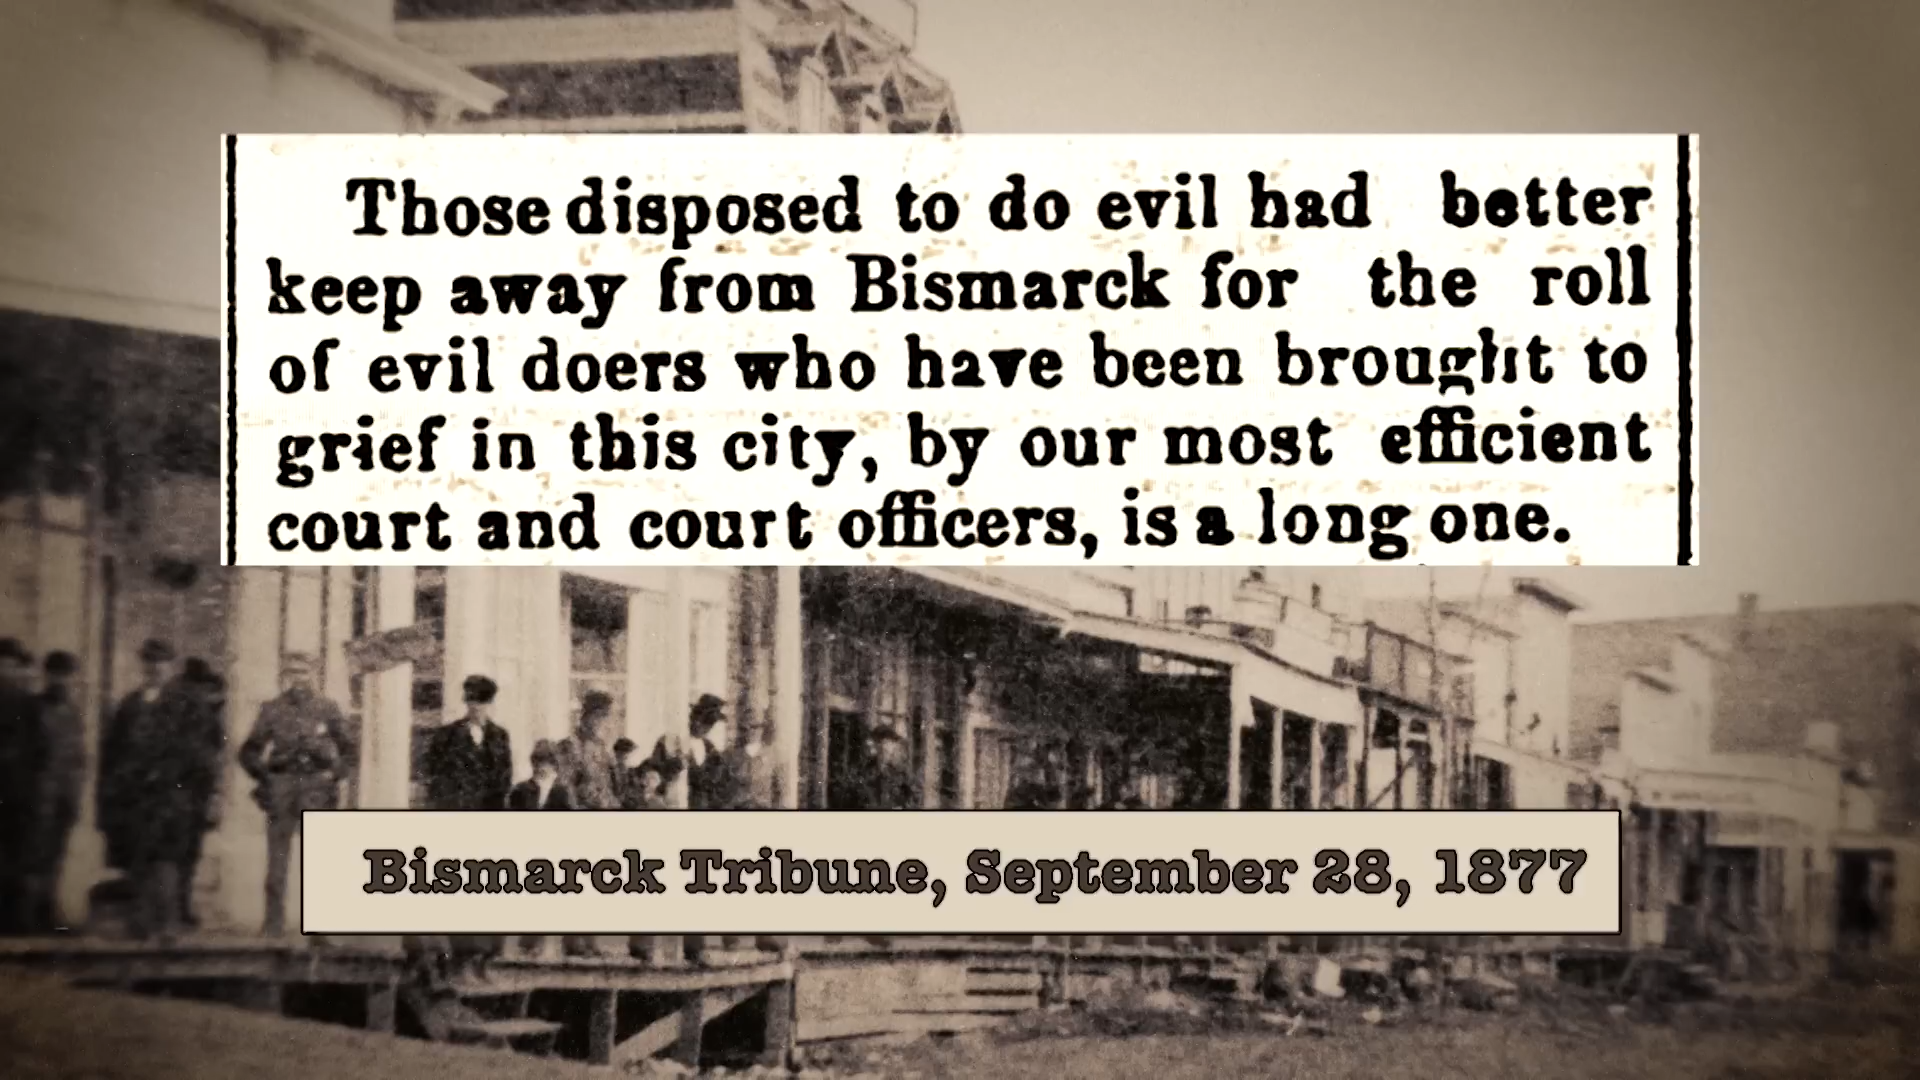 Those disposed to do evil had better
keep away from Bismarck for the roll
of evil doers who have been brought to
grief in this city, by our most efficient
court and court officers, is a long one.
Bismarck Tribune, September 28, 1877